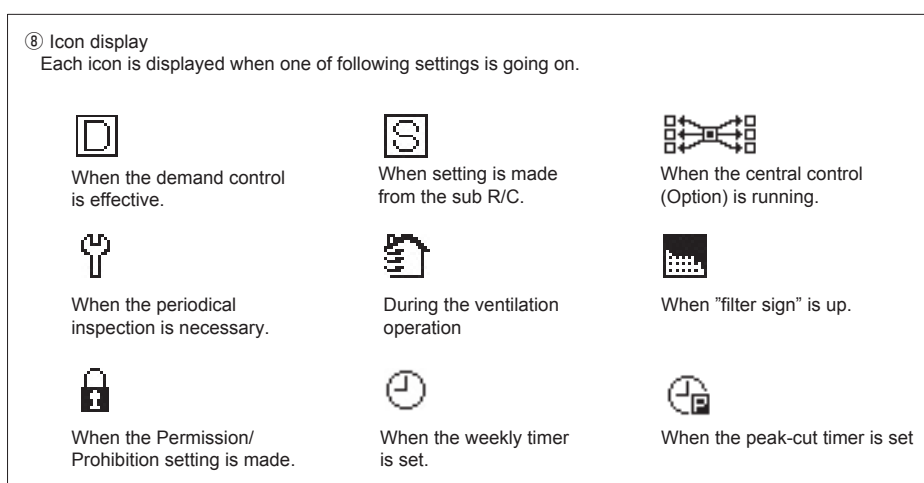 ⑧ Icon display
Each icon is displayed when one of following settings is going on.
D
S
When the demand control
is effective.
When setting is made
from the sub R/C.
When the central control
(Option) is running.
When the periodical
inspection is necessary.
During the ventilation
operation
When ”filter sign” is up.
P
When the Permission/
Prohibition setting is made.
When the weekly timer
is set.
When the peak-cut timer is set